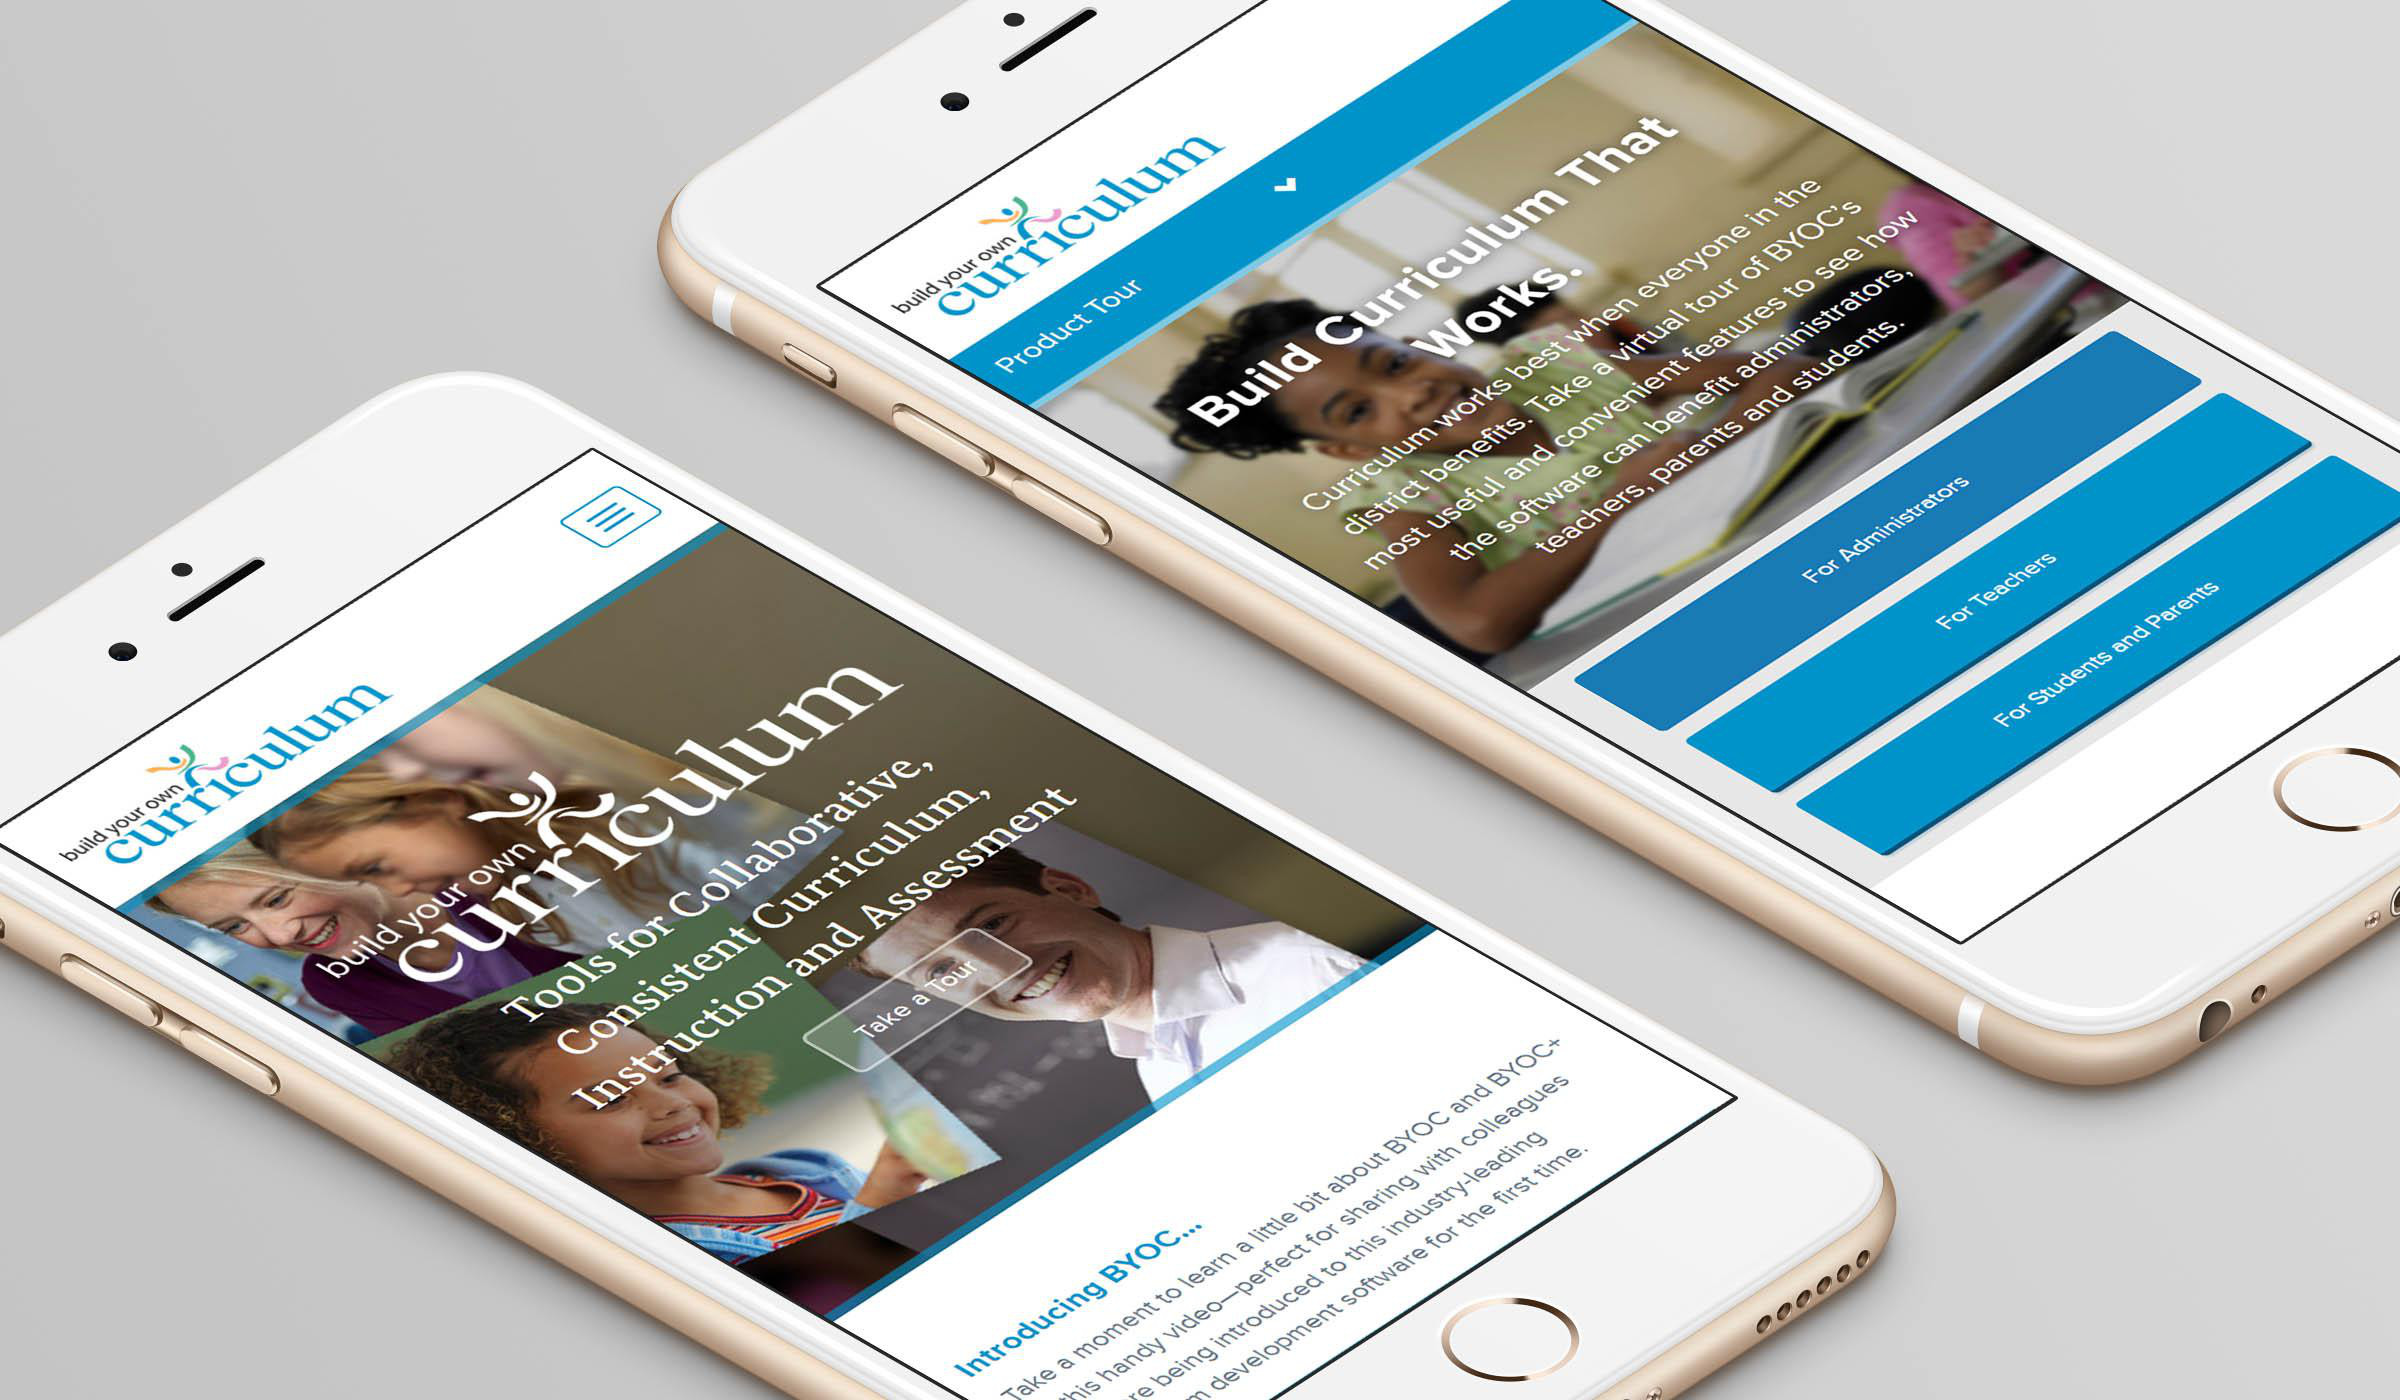 build your own
curriculum
build your own
curriculum
Tools for Collaborative,
Consistent Curriculum,
Instruction and Assessment
Take a Tour
Introducing BYOC...
Take a moment to learn a little bit about BYOC and BYOC+
this handy video—perfect for sharing with colleagues
being introduced to this industry-leading
development software for the first time.
build your own
curriculum
Product Tour
Build Curriculum That
Works.
Curriculum works best when everyone in the
district benefits. Take a virtual tour of BYOC's
most useful and convenient features to see how
the software can benefit administrators,
teachers, parents and students.
For Administrators
For Teachers
For Students and Parents